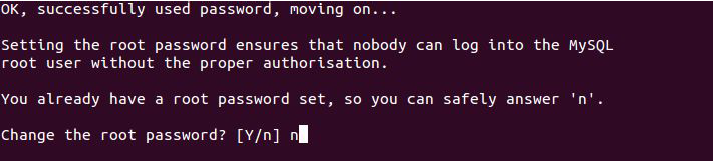 OK, successfully used password, moving on...
Setting the root password ensures that nobody can log into the MySQL
root user without the proper authorisation.
You already have a root password set, so you can safely answer 'n'.
Change the root password? [Y/n] n